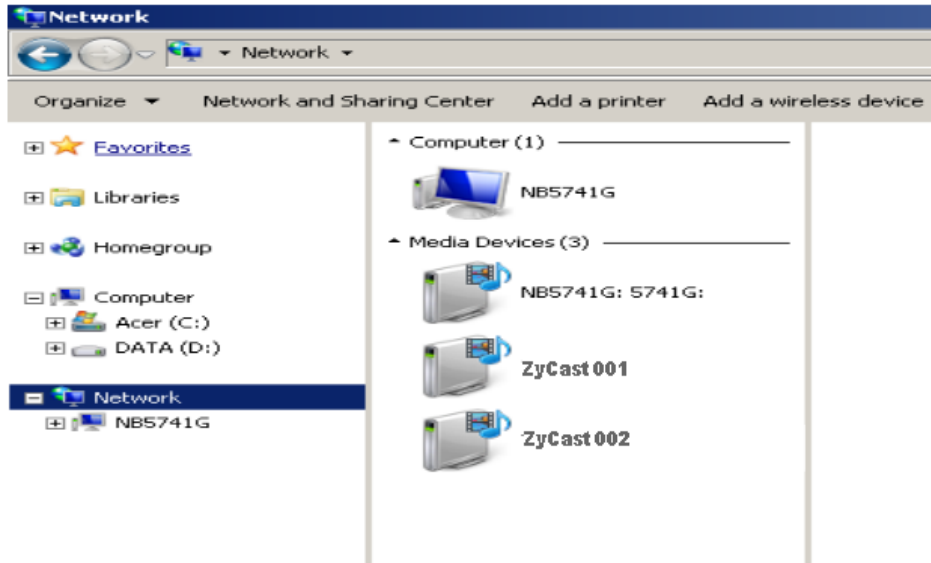 Network
Network
Organize Network and Sharing Center Add a printer Add a wireless device
Favorites
Libraries
Homegroup
Computer
Acer (C:)
DATA (D:)
Network
NB5741G
Computer (1)
NB5741G
Media Devices (3)
NB5741G: 5741G:
ZyCast 001
ZyCast 002